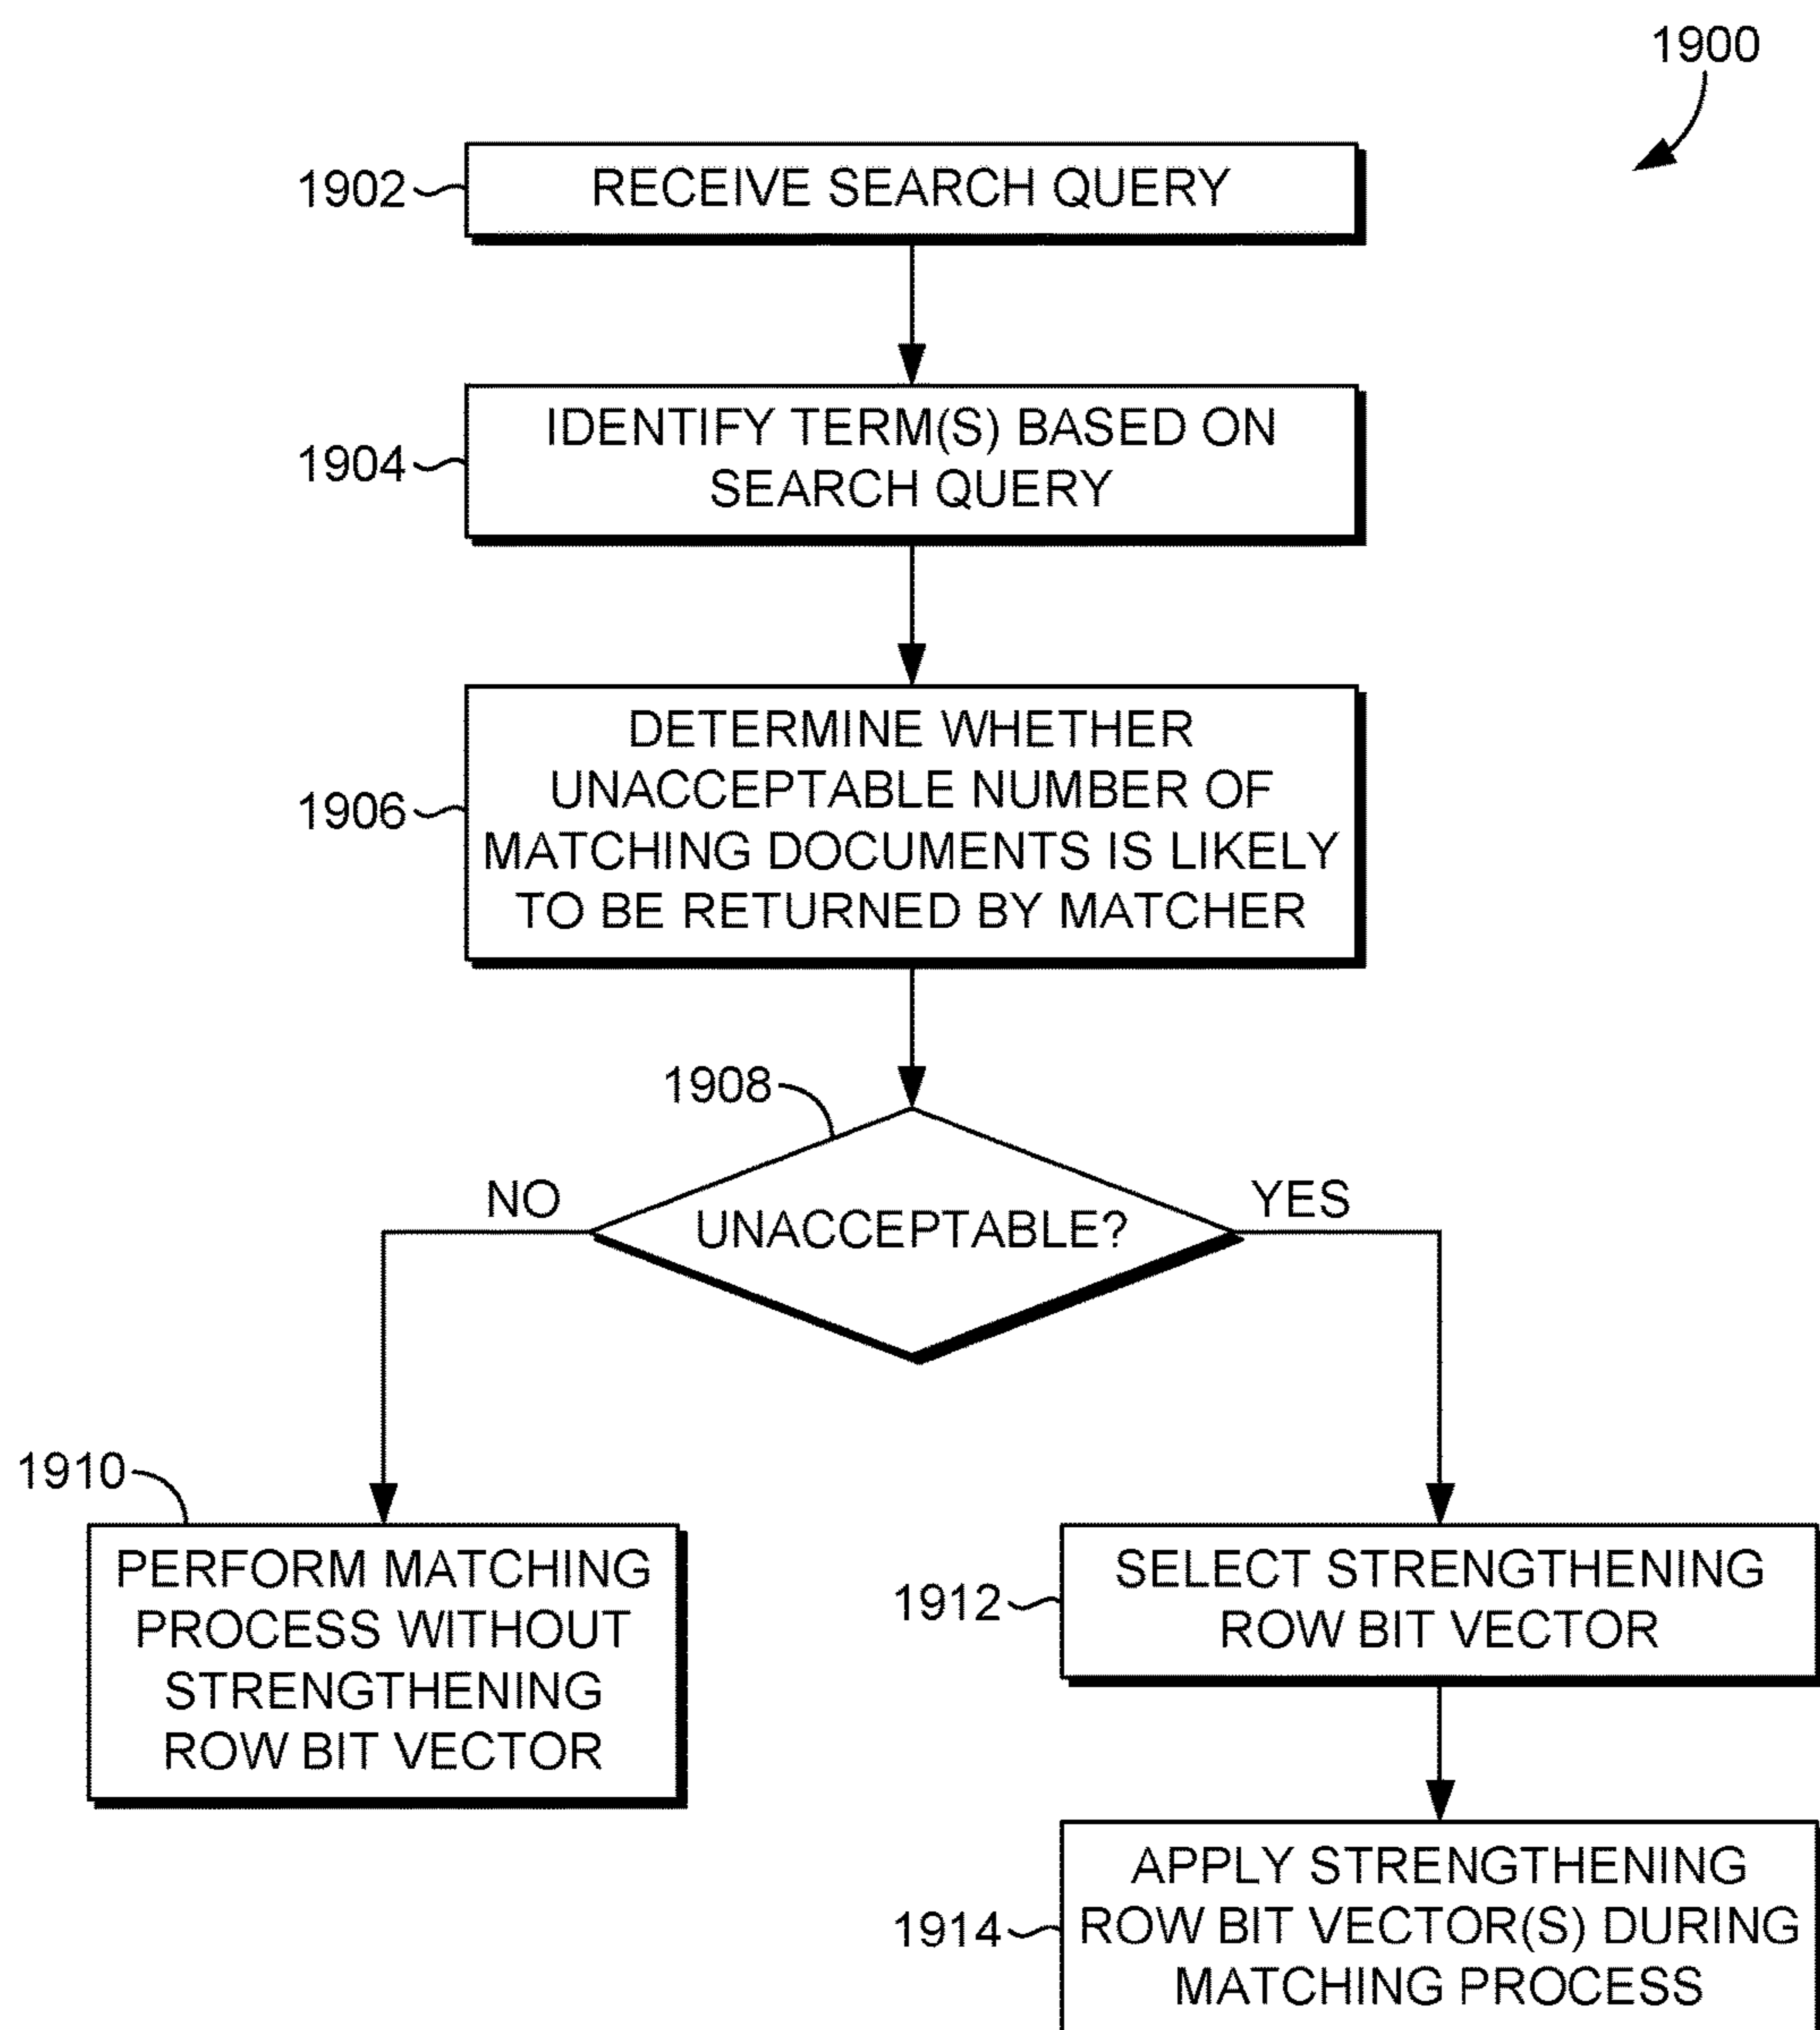 1900
1902
RECEIVE SEARCH QUERY
1904
IDENTIFY TERM(S) BASED ON
SEARCH QUERY
1906
DETERMINE WHETHER
UNACCEPTABLE NUMBER OF
MATCHING DOCUMENTS IS LIKELY
TO BE RETURNED BY MATCHER
1908
NO
UNACCEPTABLE?
YES
1910
PERFORM MATCHING
PROCESS WITHOUT
STRENGTHENING
ROW BIT VECTOR
1912
SELECT STRENGTHENING
ROW BIT VECTOR
1914
APPLY STRENGTHENING
ROW BIT VECTOR(S) DURING
MATCHING PROCESS